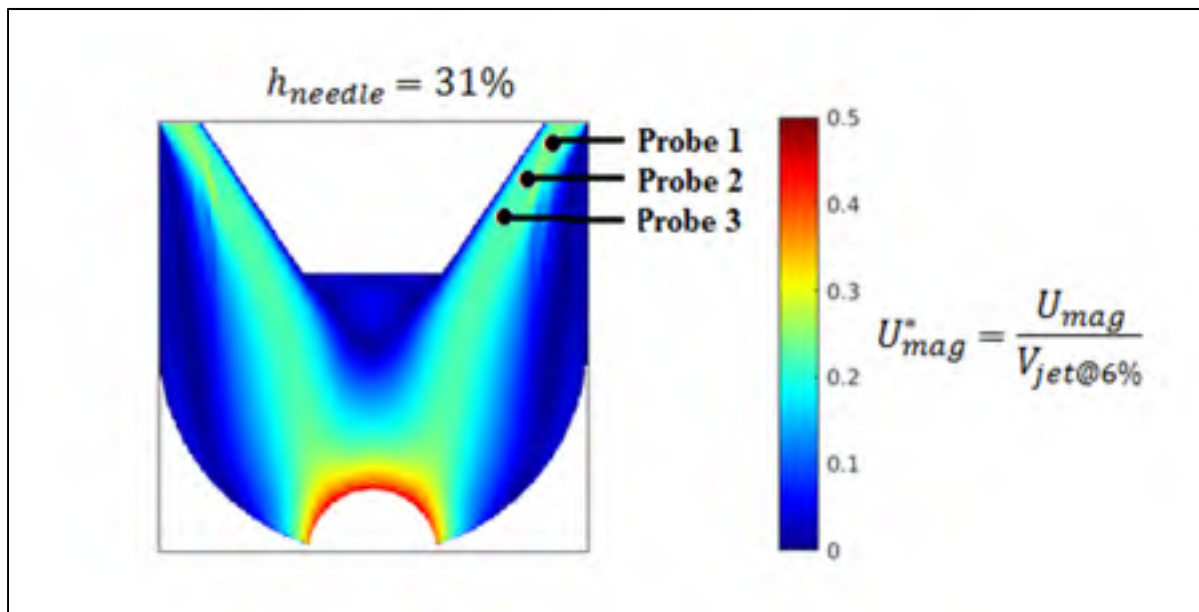 h_needle = 31%
Probe 1
Probe 2
Probe 3
0.5
0.4
0.3
0.2
0.1
0
U*_mag = U_mag / V_jet@6%